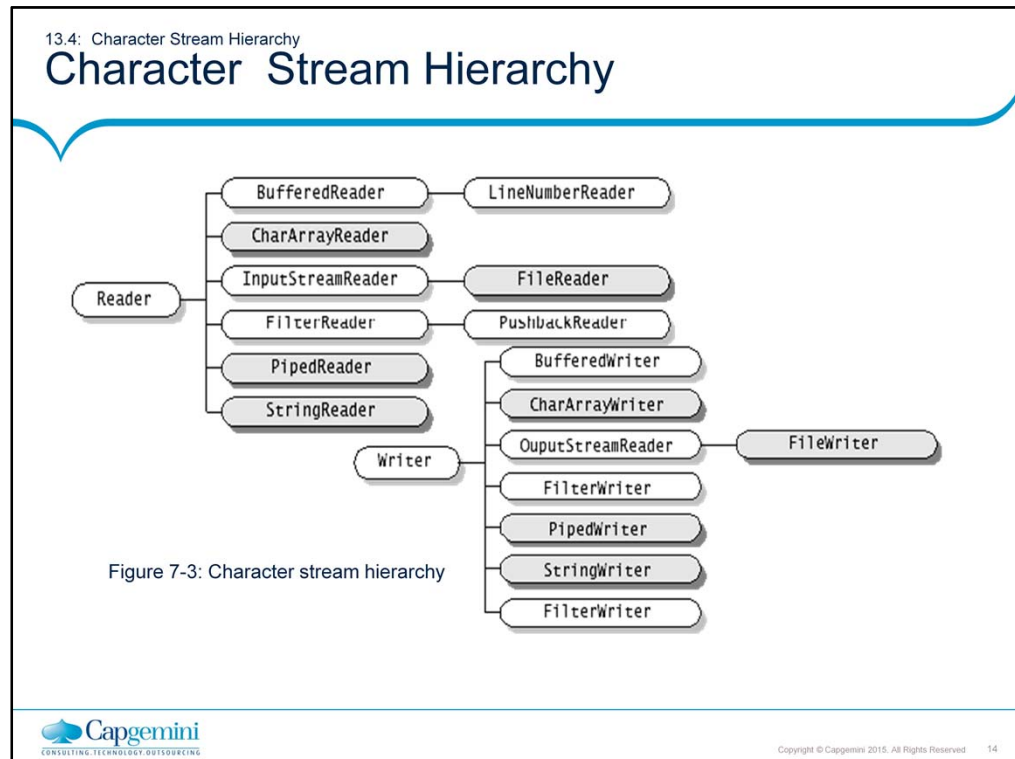 13.4: Character Stream Hierarchy
Character Stream Hierarchy
BufferedReader
LineNumberReader
CharArrayReader
InputStreamReader
FileReader
Reader
FilterReader
PushbackReader
PipedReader
StringReader
BufferedWriter
CharArrayWriter
OuputStreamReader
FileWriter
Writer
FilterWriter
PipedWriter
StringWriter
FilterWriter
Figure 7-3: Character stream hierarchy
Capgemini
CONSULTING.TECHNOLOGY.OUTSOURCING
Copyright © Capgemini 2015. All Rights Reserved 14